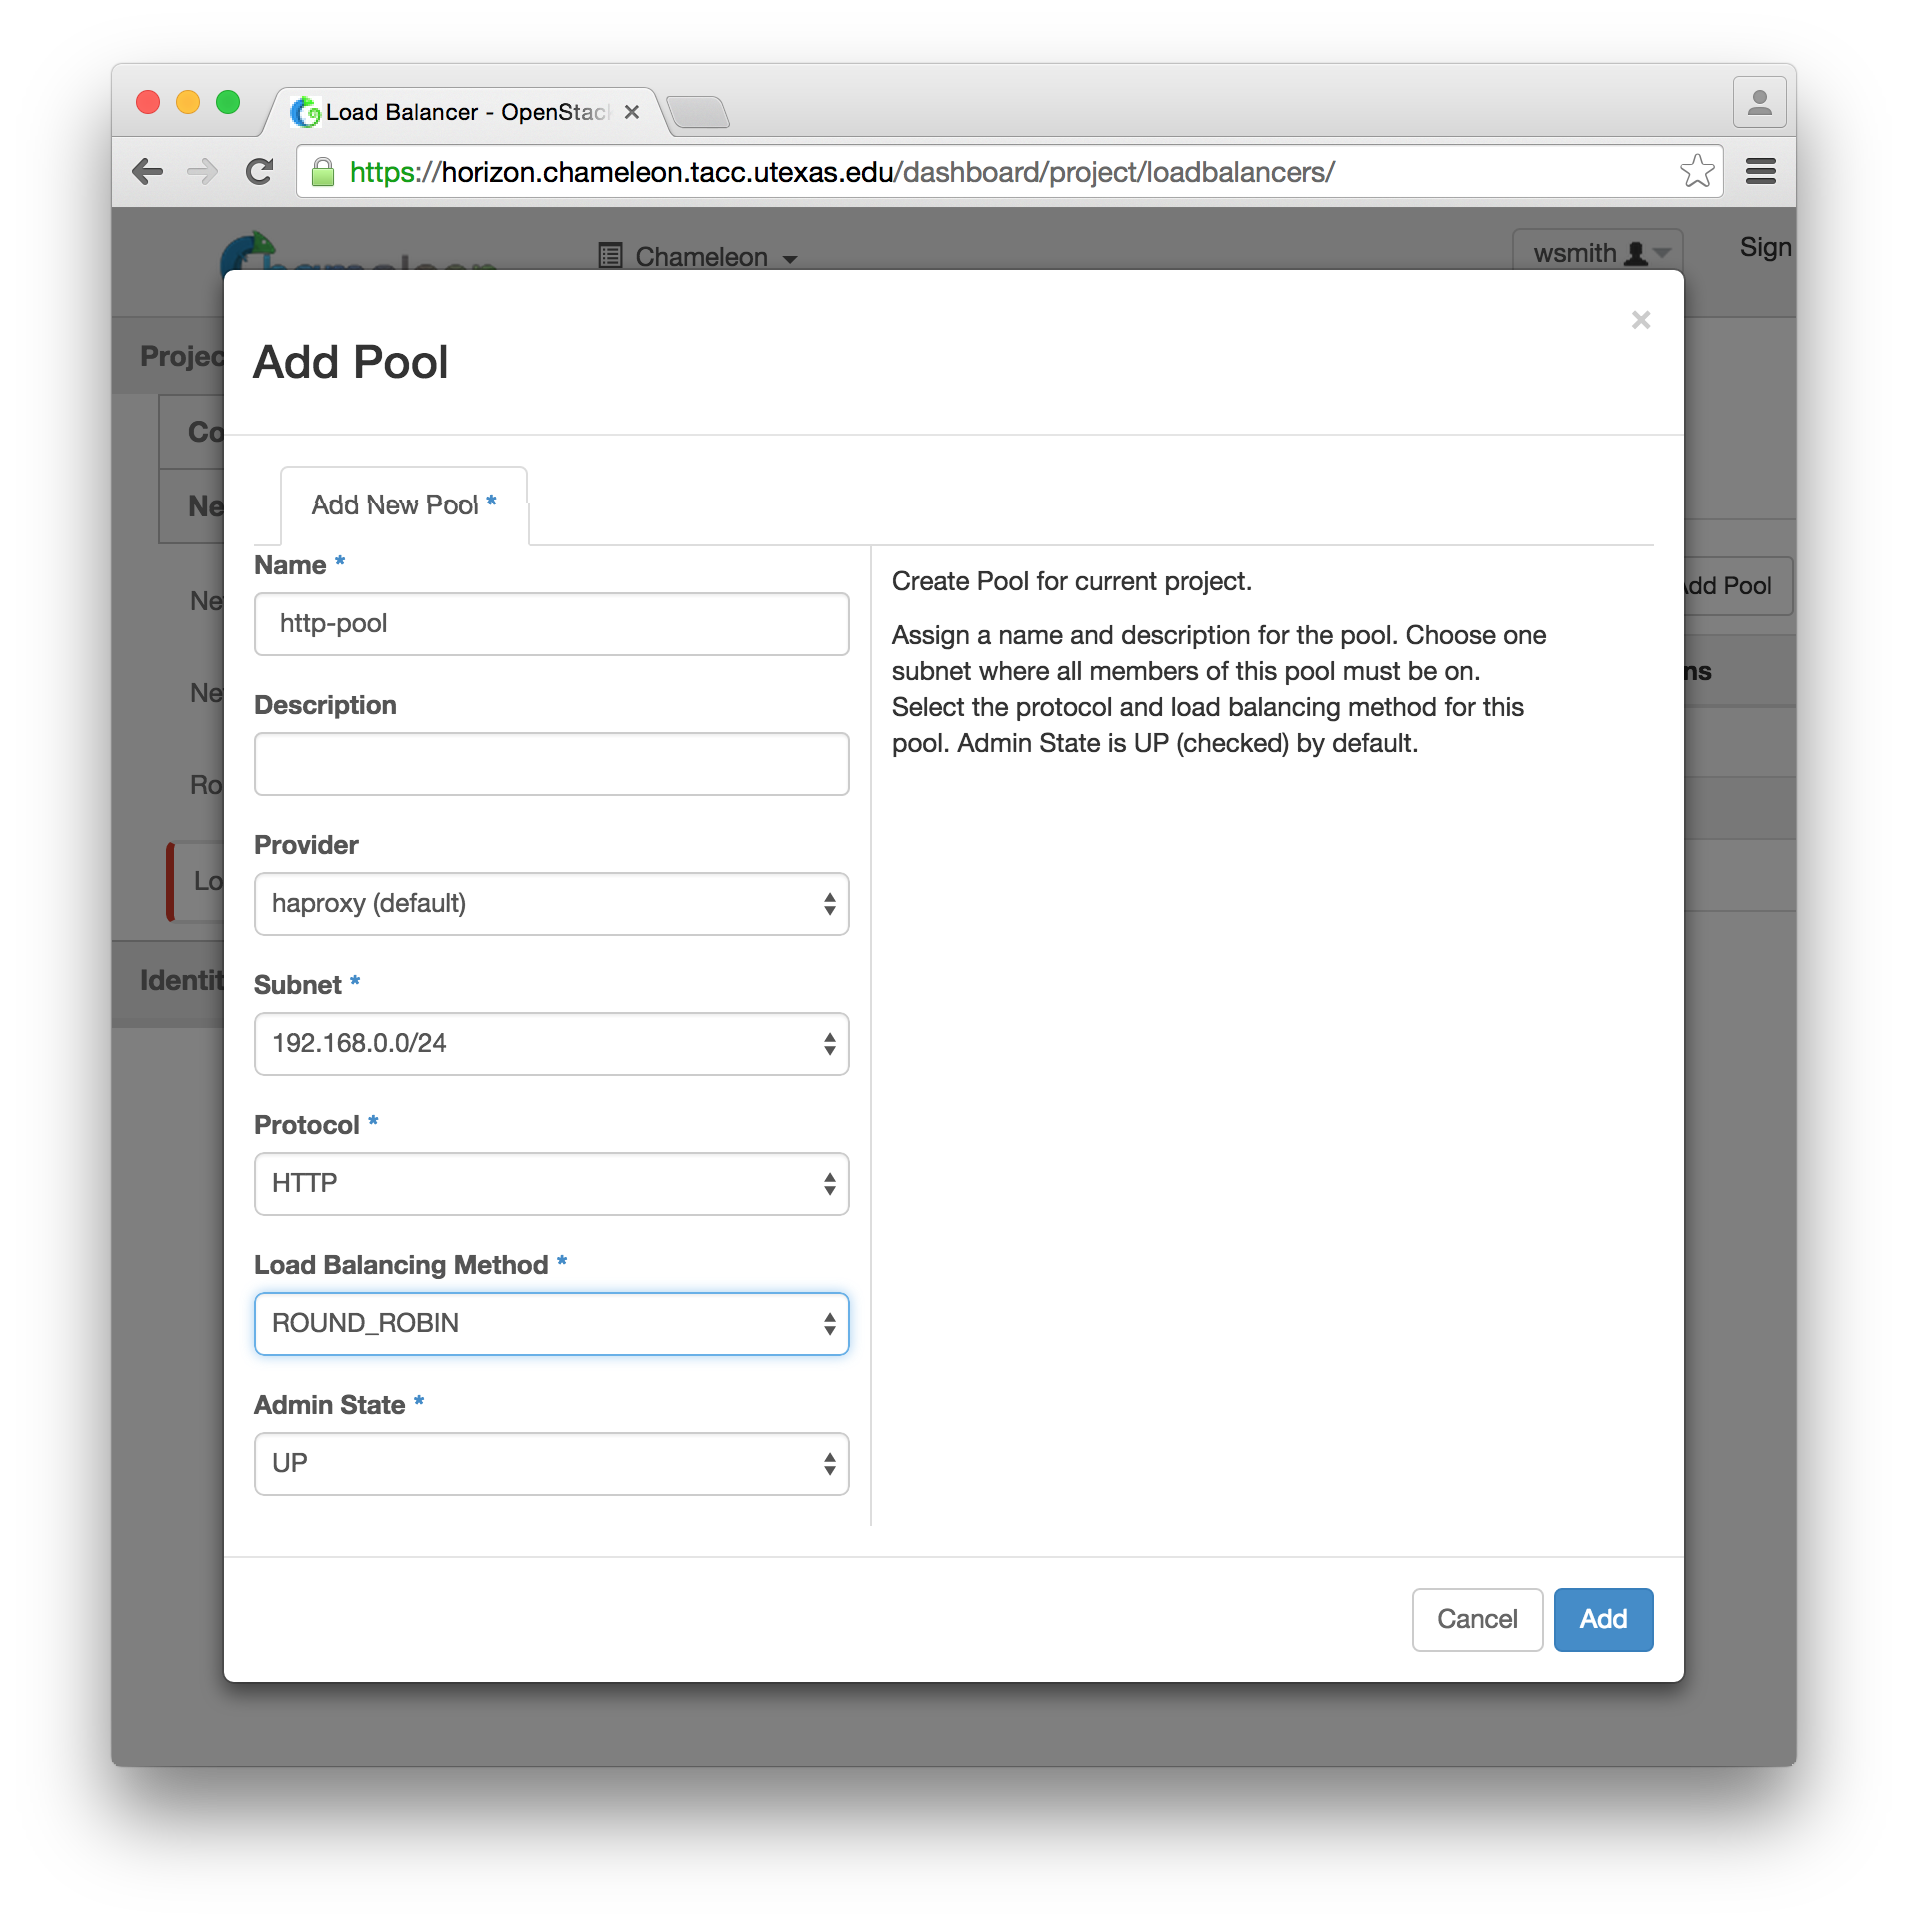 Load Balancer - OpenStac
https://horizon.chameleon.tacc.utexas.edu/dashboard/project/loadbalancers/
Chameleon
wsmith
Sign
Projec
Co
Ne
Ne
Ne
Ro
Lo
Identit
Add Pool
ns
Add Pool
Add New Pool *
Name *
http-pool
Description
Provider
haproxy (default)
Subnet *
192.168.0.0/24
Protocol *
HTTP
Load Balancing Method *
ROUND_ROBIN
Admin State *
UP
Create Pool for current project.
Assign a name and description for the pool. Choose one
subnet where all members of this pool must be on.
Select the protocol and load balancing method for this
pool. Admin State is UP (checked) by default.
Cancel
Add